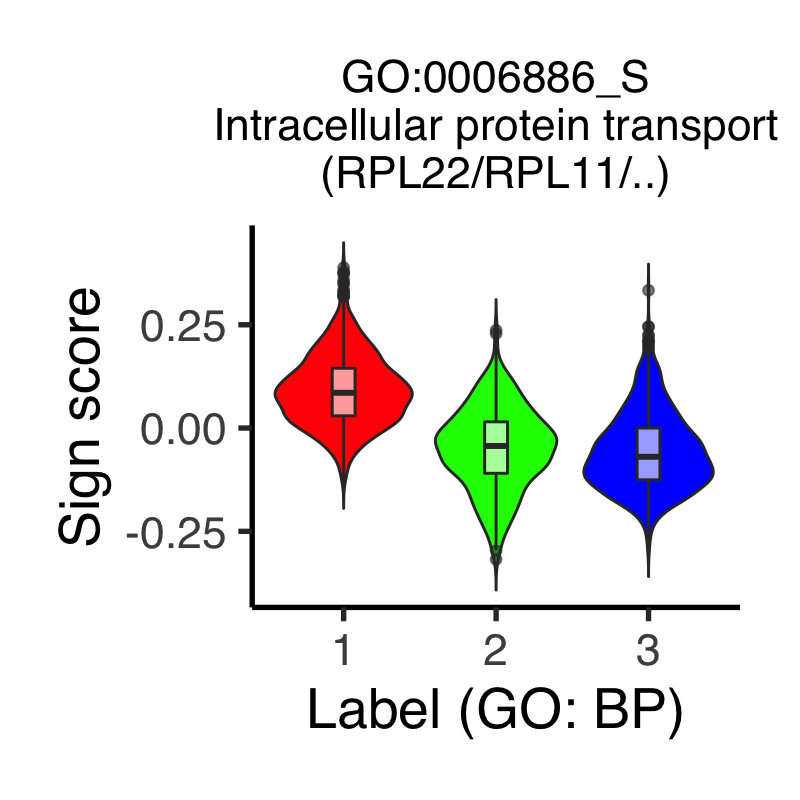 GO:0006886_S
Intracellular protein transport
(RPL22/RPL11/..)
Sign score
0.25
0.00
-0.25
1 2 3
Label (GO: BP)